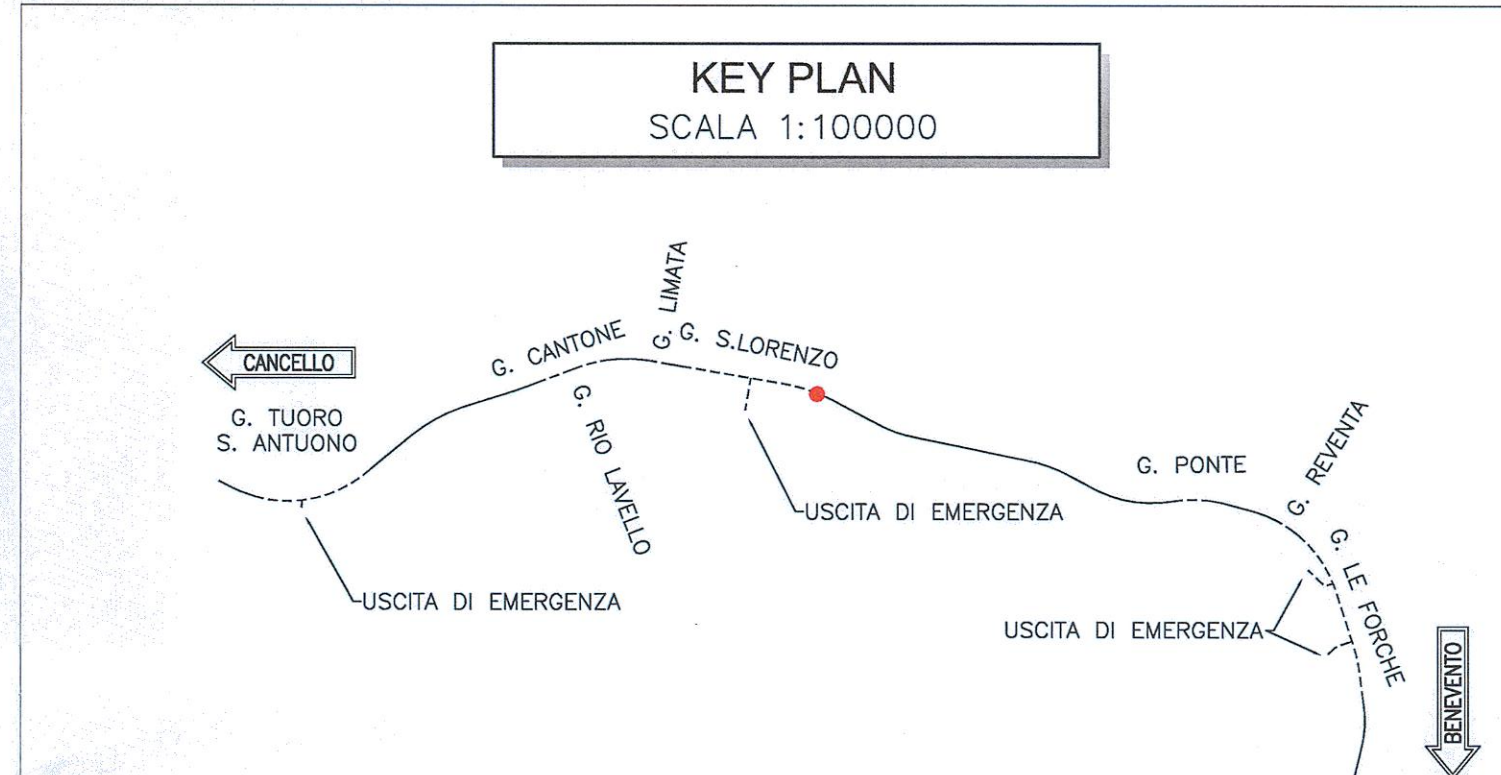 KEY PLAN
SCALA 1:100000
CANCELLO
G. TUORO
S. ANTUONO
G. CANTONE
G. LIMATA
G. S.LORENZO
G. RIO LAVELLO
USCITA DI EMERGENZA
USCITA DI EMERGENZA
G. PONTE
G. REVENTA
G. LE FORCHE
USCITA DI EMERGENZA
BENEVENTO